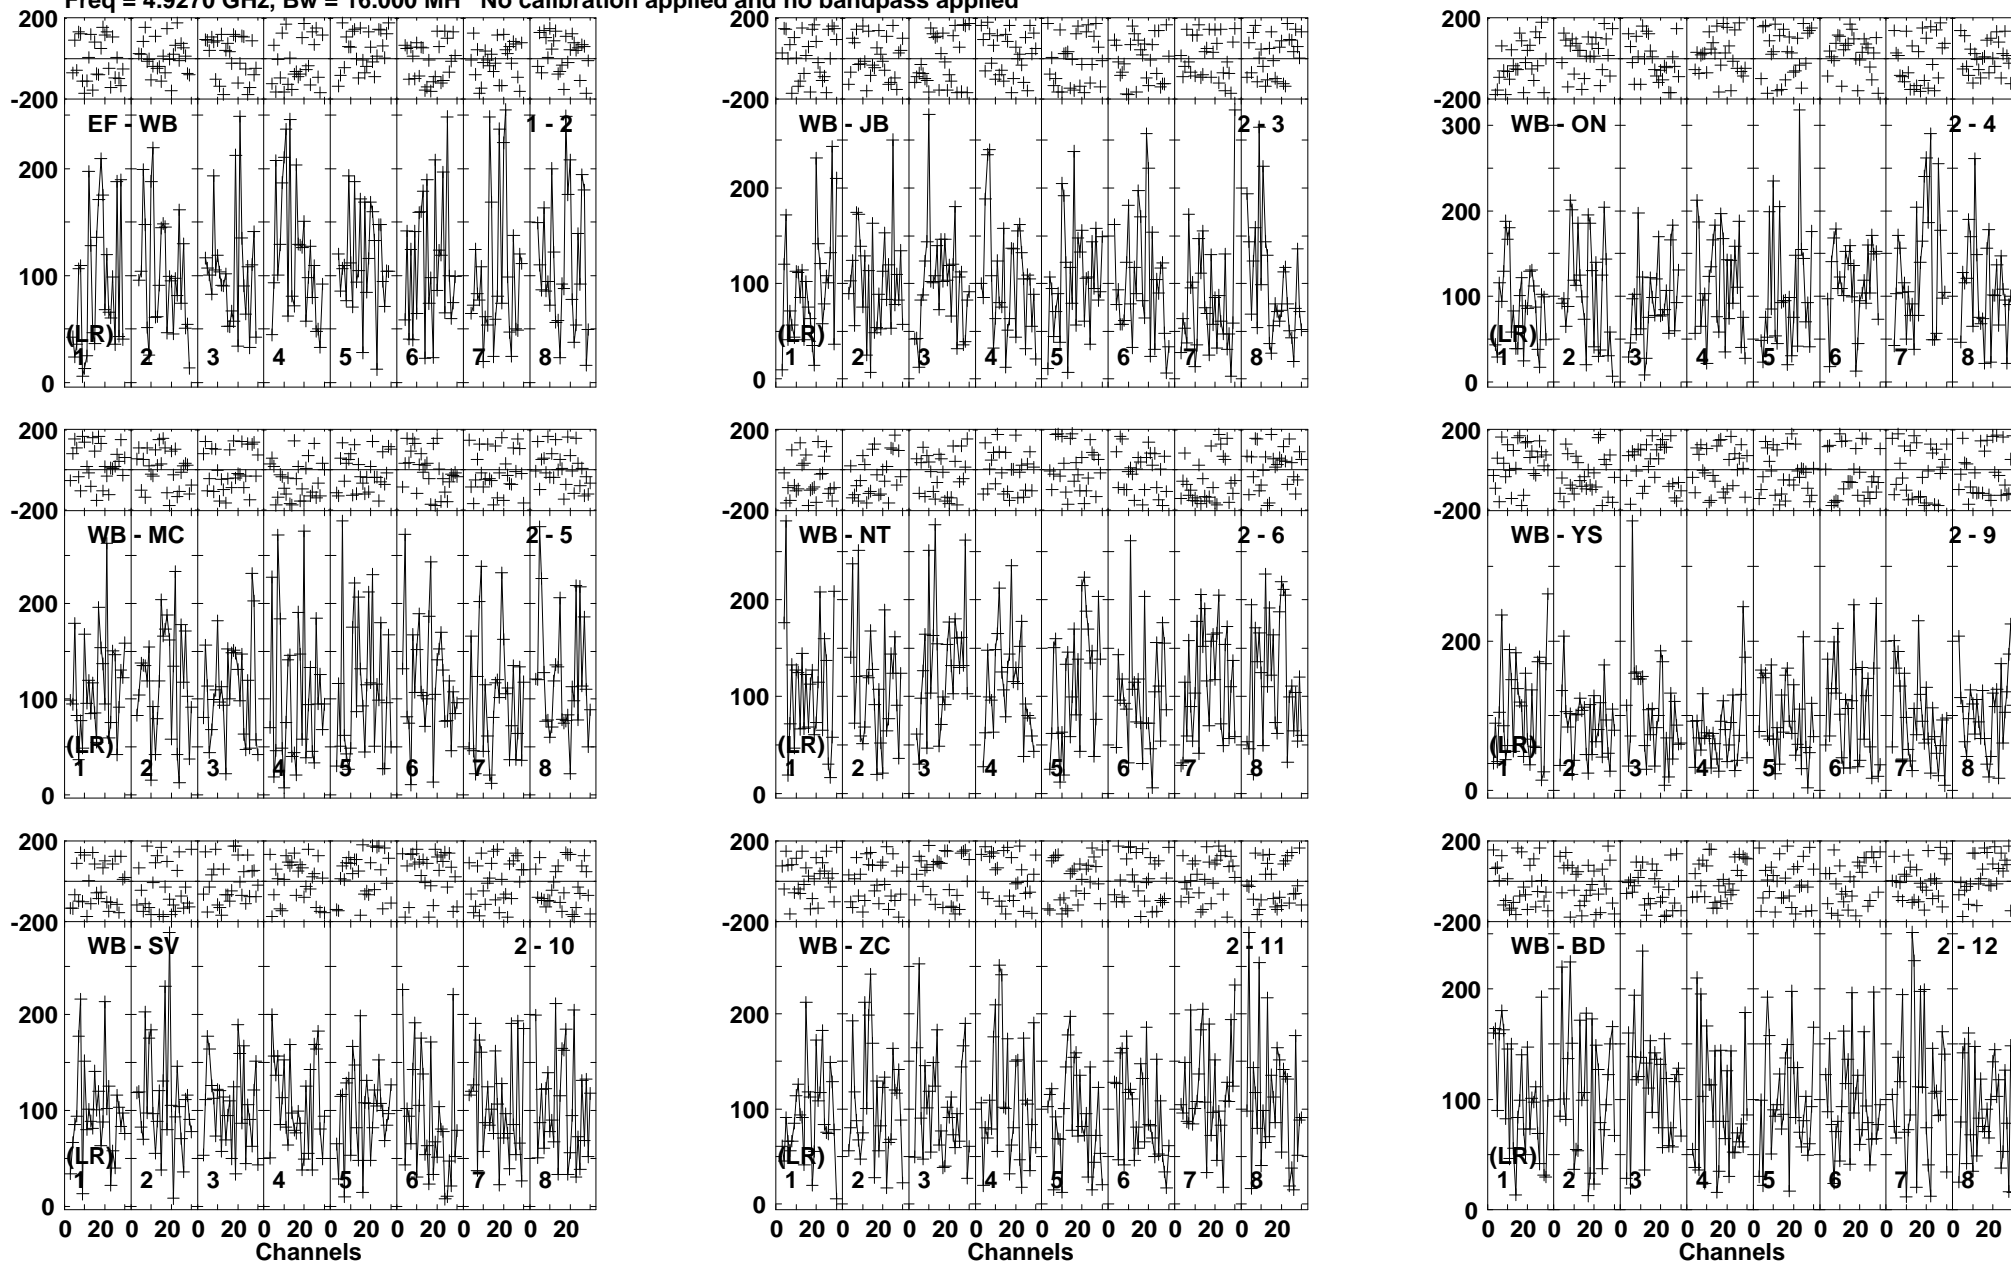 Freq = 4.9270 GHz, Bw = 16.000 MH No calibration applied and no bandpass applied
200 200 200
-200 -200 -200
EF - WB 1 - 2 WB - JB 2 - 3 WB - ON 2 - 4
300
200 200 200
100 100 100
(LR) (LR) (LR)
1 2 3 4 5 6 7 8 1 2 3 4 5 6 7 8 1 2 3 4 5 6 7 8
0 0 0
200 200 200
-200 -200 -200
WB - MC 2 - 5 WB - NT 2 - 6 WB - YS 2 - 9
200 200 200
100 100
(LR) (LR) (LR)
1 2 3 4 5 6 7 8 1 2 3 4 5 6 7 8 1 2 3 4 5 6 7 8
0 0 0
200 200 200
-200 -200 -200
WB - SV 2 - 10 WB - ZC 2 - 11 WB - BD 2 - 12
200 200 200
100 100 100
(LR) (LR) (LR)
1 2 3 4 5 6 7 8 1 2 3 4 5 6 7 8 1 2 3 4 5 6 7 8
0 0 0
0 20 0 20 0 20 0 20 0 20 0 20 0 20 0 20 0 20 0 20 0 20 0 20 0 20 0 20 0 20 0 20 0 20 0 20 0 20 0 20 0 20 0 20 0 20 0 20
Channels Channels Channels